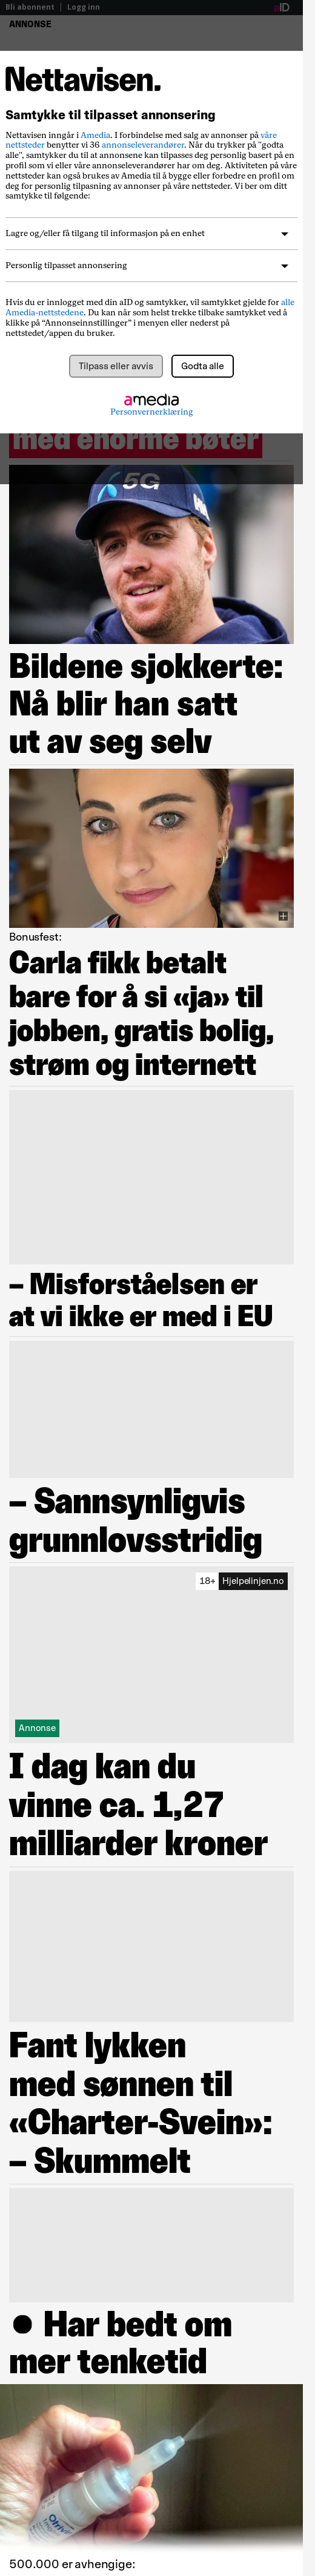 Bli abonnent | Logg inn
aID
ANNONSE
Nettavisen.
Samtykke til tilpasset annonsering
Nettavisen inngår i Amedia. I forbindelse med salg av annonser på våre
nettsteder benytter vi 36 annonseleverandører. Når du trykker på "godta
alle", samtykker du til at annonsene kan tilpasses deg personlig basert på en
profil om vi eller våre annonseleverandører har om deg. Aktiviteten på våre
nettsteder kan også brukes av Amedia til å bygge eller forbedre en profil om
deg for personlig tilpasning av annonser på våre nettsteder. Vi ber om ditt
samtykke til følgende:
Lagre og/eller få tilgang til informasjon på en enhet
Personlig tilpasset annonsering
Hvis du er innlogget med din aID og samtykker, vil samtykket gjelde for alle
Amedia-nettstedene. Du kan når som helst trekke tilbake samtykket ved å
klikke på “Annonseinnstillinger” i menyen eller nederst på
nettstedet/appen du bruker.
Tilpass eller avvis
Godta alle
amedia
Personvernerklæring
med enorme bøter
5G
Bildene sjokkerte:
Nå blir han satt
ut av seg selv
Bonusfest:
Carla fikk betalt
bare for å si «ja» til
jobben, gratis bolig,
strøm og internett
– Misforståelsen er
at vi ikke er med i EU
– Sannsynligvis
grunnlovsstridig
18+ Hjelpelinjen.no
Annonse
I dag kan du
vinne ca. 1,27
milliarder kroner
Fant lykken
med sønnen til
«Charter-Svein»:
– Skummelt
● Har bedt om
mer tenketid
Otrivin
500.000 er avhengige: